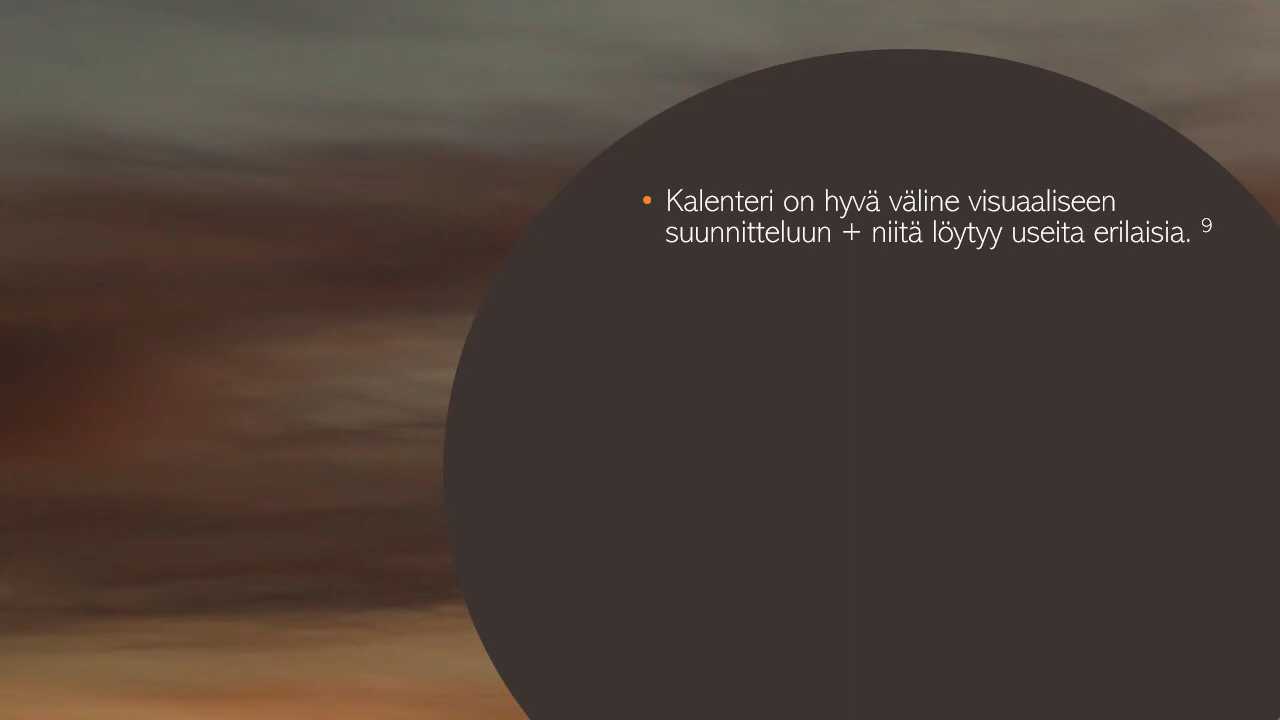 • Kalenteri on hyvä väline visuaaliseen
suunnitteluun + niitä löytyy useita erilaisia. ⁹